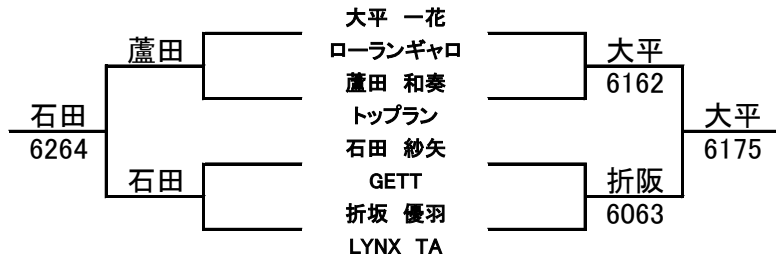 大平 一花
ローランギャロ
蘆田 和奏
トップラン
石田 紗矢
GETT
折坂 優羽
LYNX TA
蘆田
石田
6264
石田
大平
6162
大平
6175
折阪
6063